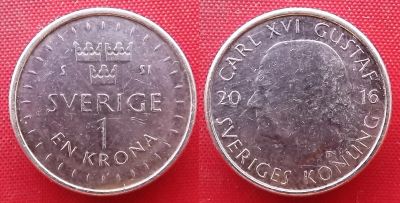 S SI
SVERIGE
1
EN KRONA
CARL XVI GUSTAF
20 16
SVERIGES KONUNG